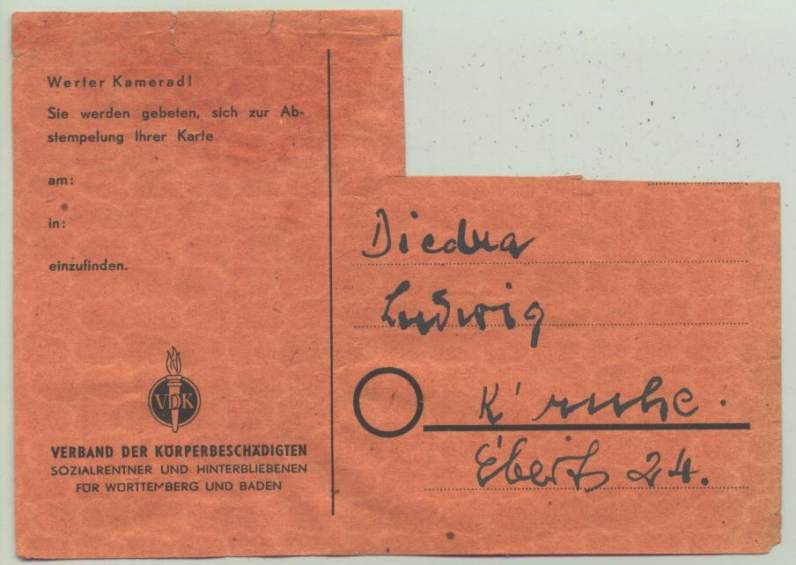 Werter Kamerad!
Sie werden gebeten, sich zur Ab-
stempelung Ihrer Karte
am:
in:
einzufinden.
VDK
VERBAND DER KÖRPERBESCHÄDIGTEN
SOZIALRENTNER UND HINTERBLIEBENEN
FÜR WÜRTTEMBERG UND BADEN
Ludwig
K'ruhe.
Ebert 24.